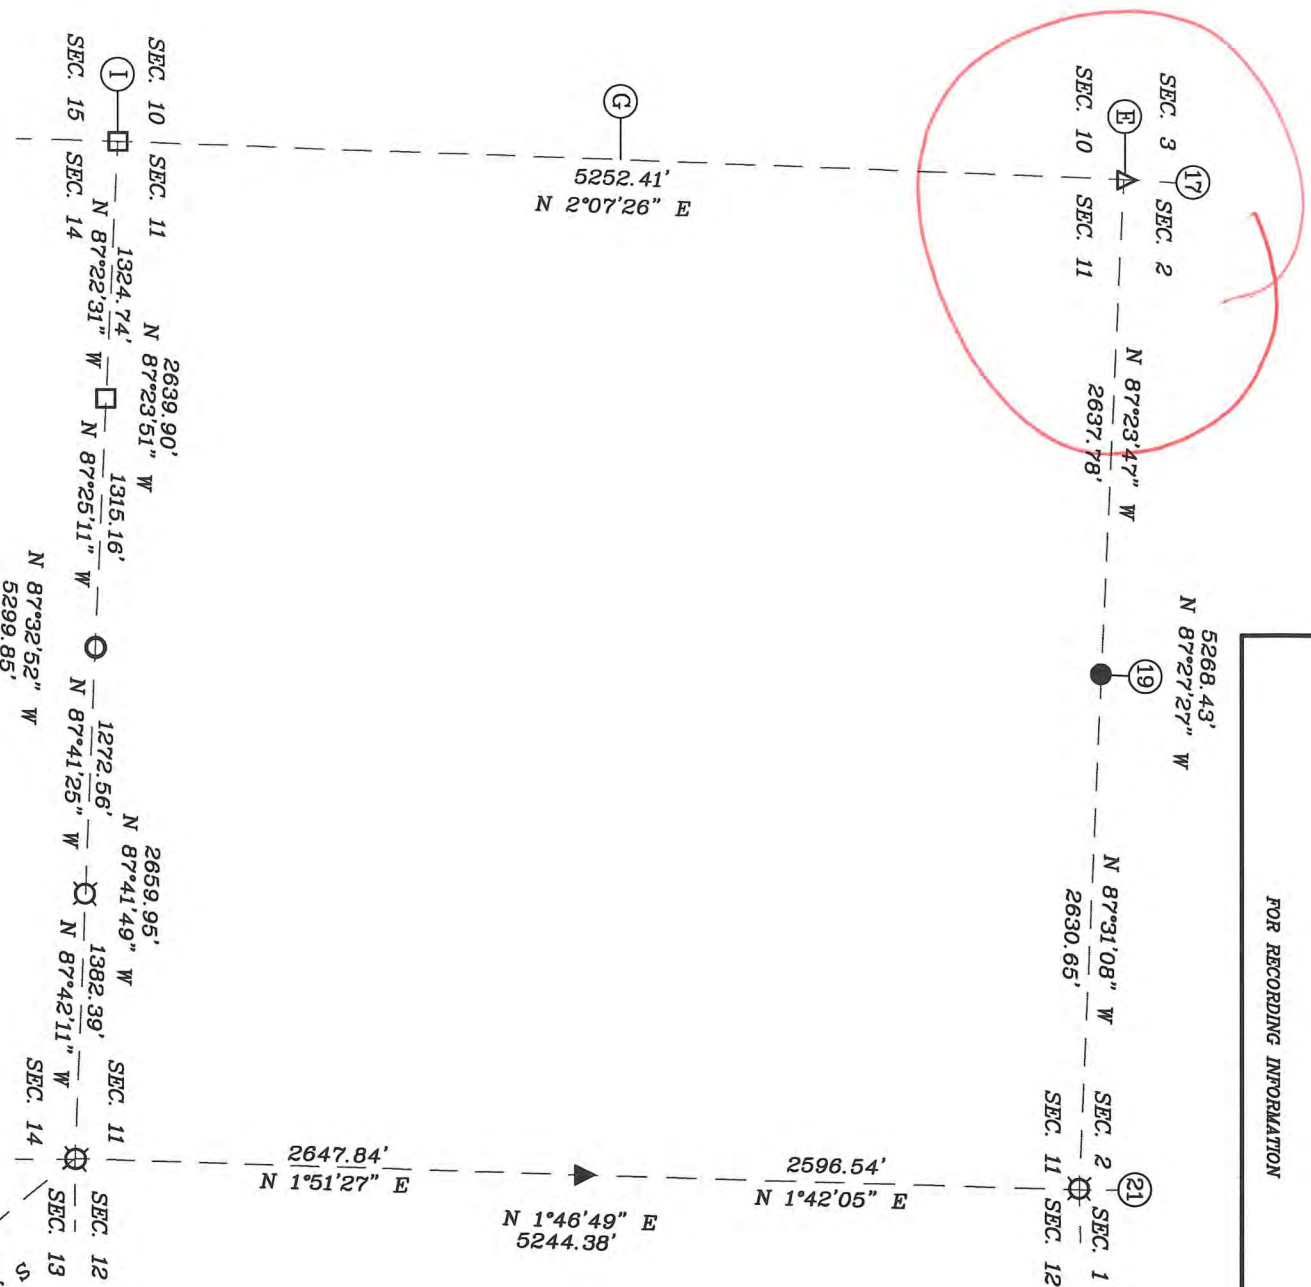 SEC. 3
SEC. 2
17
E
SEC. 10
SEC. 11
N 87°23'47" W
2637.78'
19
5268.43'
N 87°27'27" W
N 87°31'08" W
2630.65'
SEC. 2
SEC. 1
21
SEC. 11
SEC. 12
FOR RECORDING INFORMATION
G
5252.41'
N 2°07'26" E
2647.84'
N 1°51'27" E
2596.54'
N 1°42'05" E
N 1°46'49" E
5244.38'
SEC. 10
SEC. 11
I
SEC. 15
SEC. 14
1324.74'
N 87°22'31" W
2639.90'
N 87°23'51" W
1315.16'
N 87°25'11" W
N 87°32'52" W
5299.85'
1272.56'
N 87°41'25" W
2659.95'
N 87°41'49" W
1382.39'
N 87°42'11" W
SEC. 11
SEC. 12
SEC. 14
SEC. 13
S